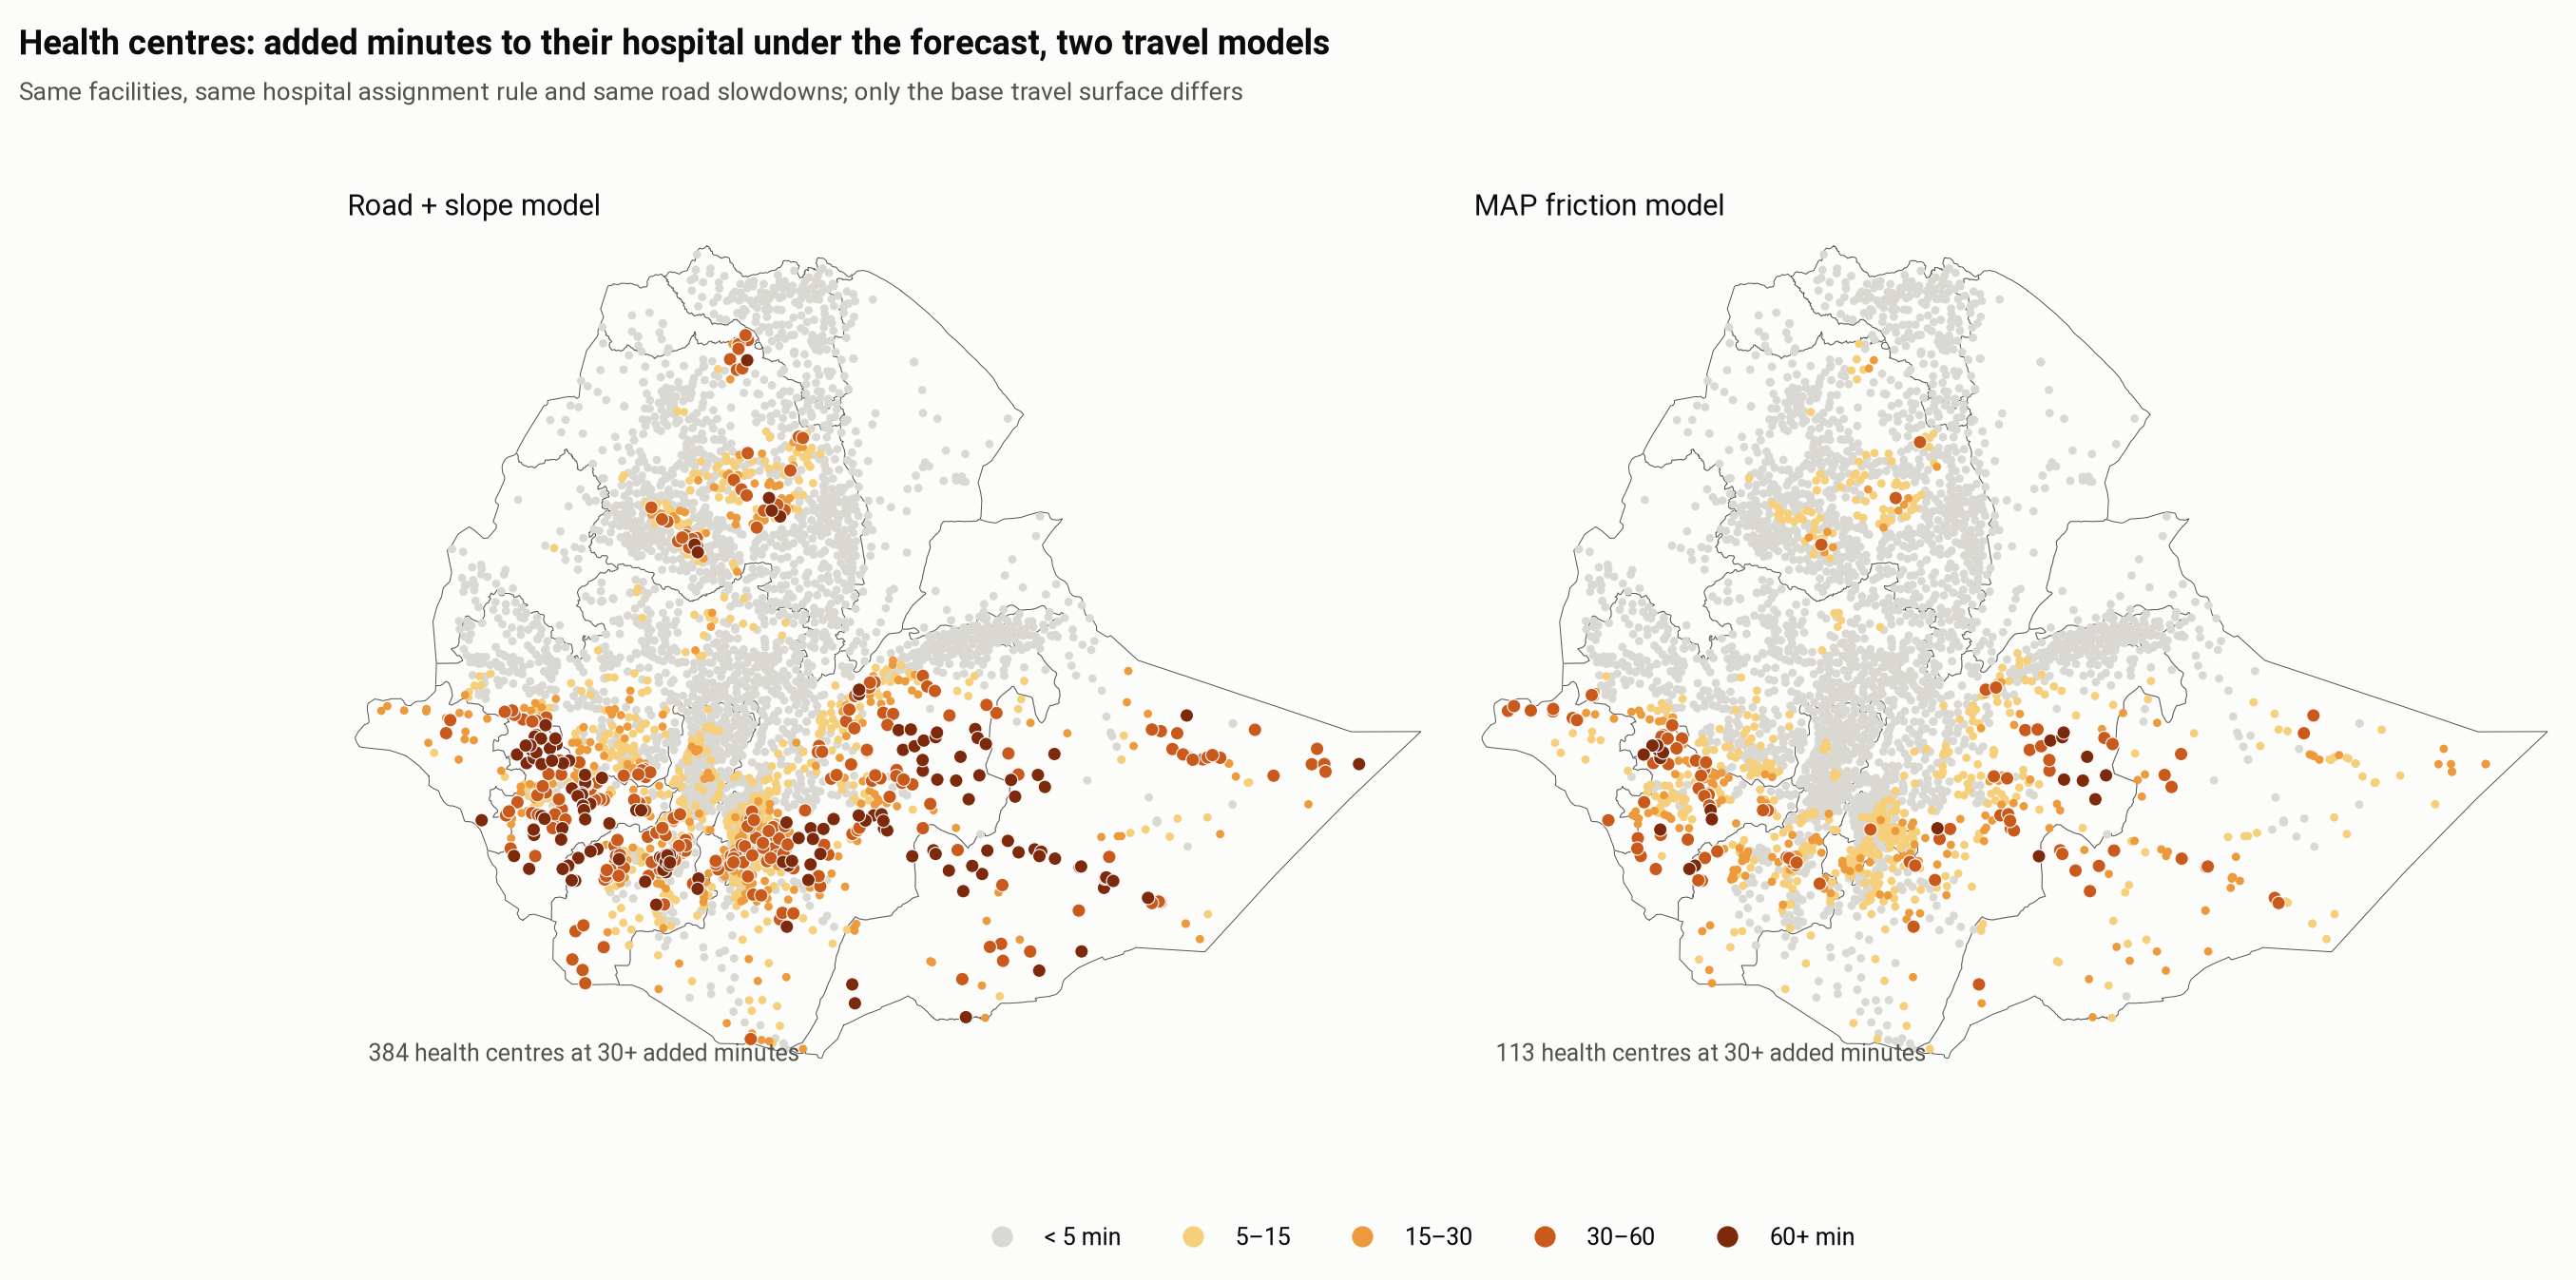 Health centres: added minutes to their hospital under the forecast, two travel models
Same facilities, same hospital assignment rule and same road slowdowns; only the base travel surface differs
Road + slope model
MAP friction model
384 health centres at 30+ added minutes
113 health centres at 30+ added minutes
< 5 min
5–15
15–30
30–60
60+ min